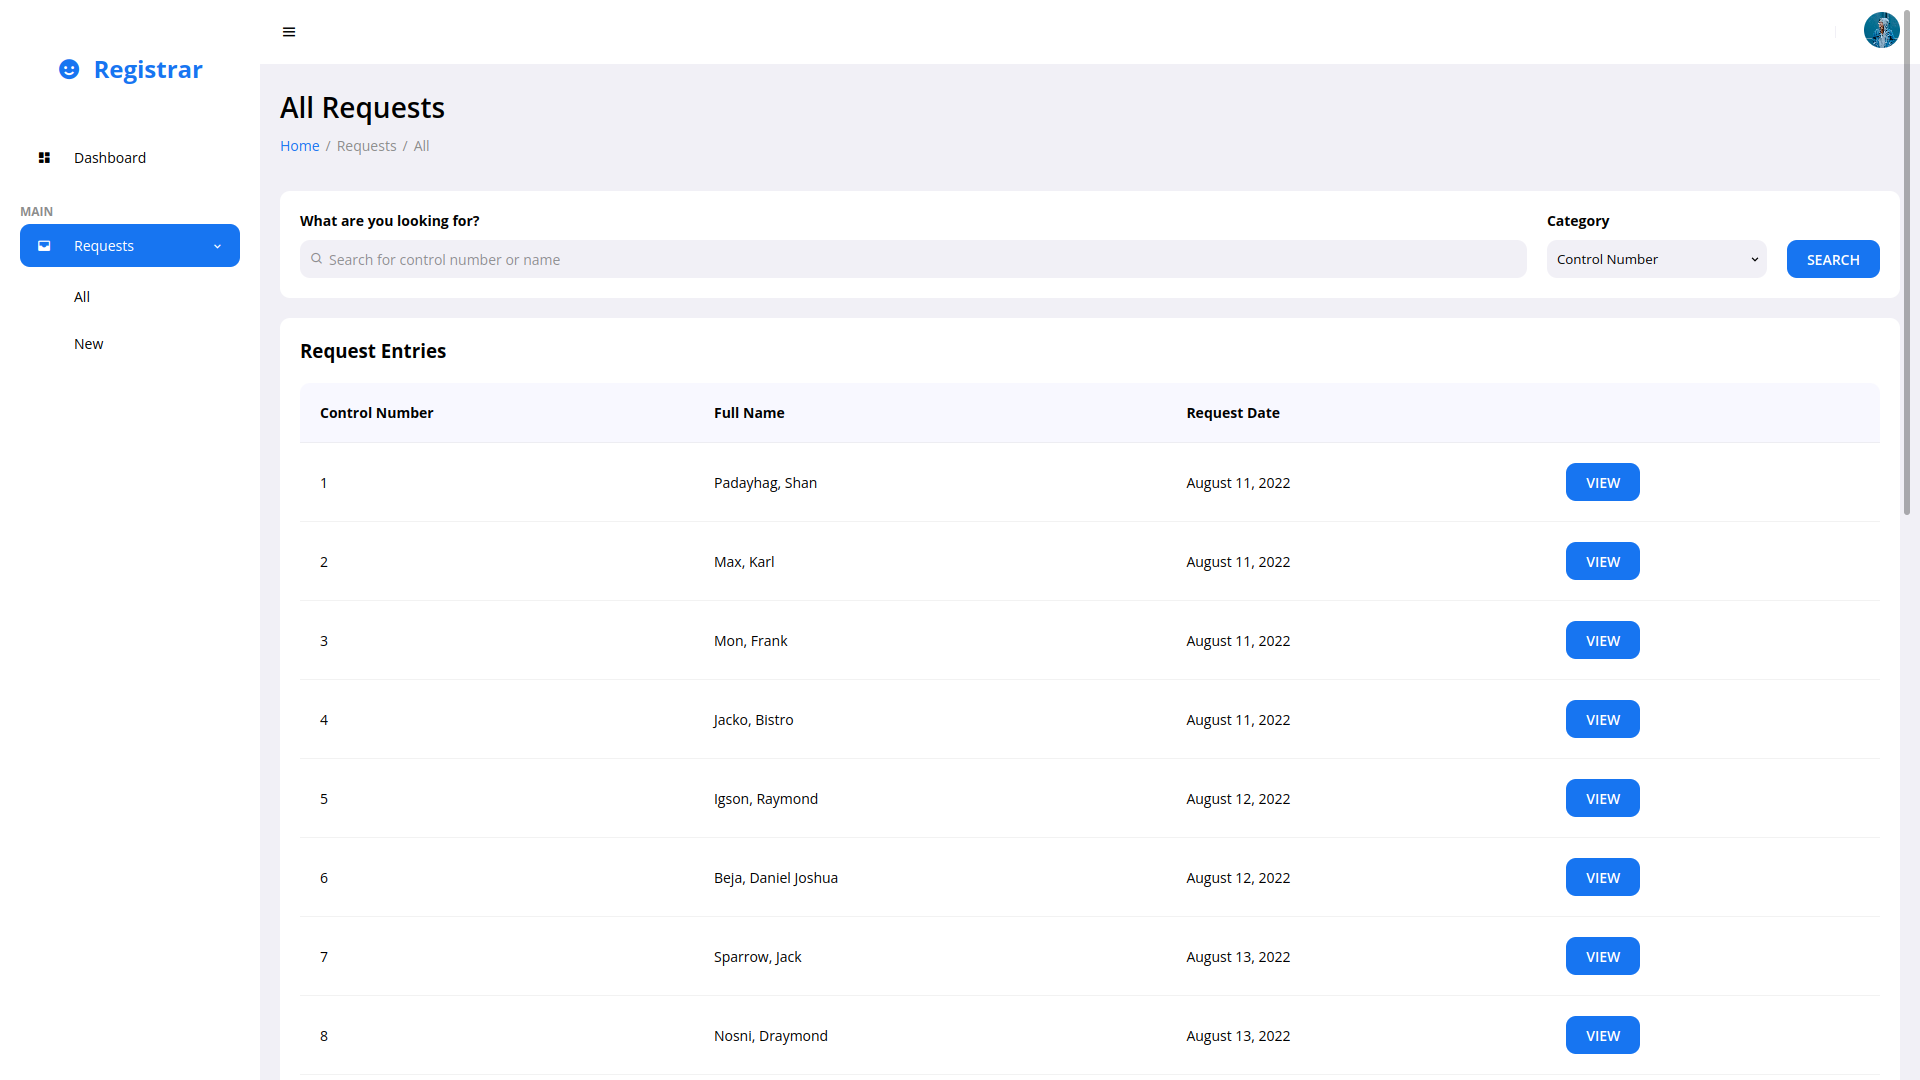 Registrar
Dashboard
MAIN
Requests
All
New
All Requests
Home / Requests / All
What are you looking for?
Search for control number or name
Category
Control Number
SEARCH
Request Entries
Control Number Full Name Request Date
1 Padayhag, Shan August 11, 2022 VIEW
2 Max, Karl August 11, 2022 VIEW
3 Mon, Frank August 11, 2022 VIEW
4 Jacko, Bistro August 11, 2022 VIEW
5 Igson, Raymond August 12, 2022 VIEW
6 Beja, Daniel Joshua August 12, 2022 VIEW
7 Sparrow, Jack August 13, 2022 VIEW
8 Nosni, Draymond August 13, 2022 VIEW